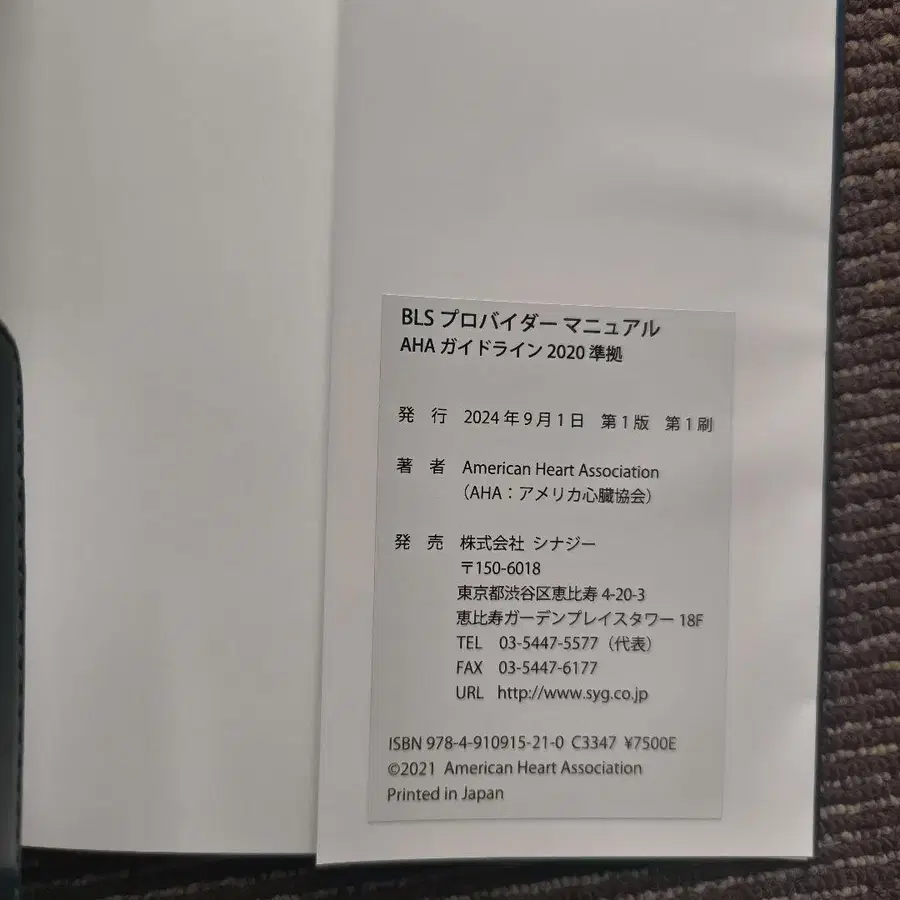 BLS プロバイダー マニュアル
AHA ガイドライン 2020 準拠
発 行 2024 年 9 月 1 日 第 1 版 第 1 刷
著 者 American Heart Association
（AHA：アメリカ心臓協会）
発 売 株式会社 シナジー
〒150-6018
東京都渋谷区恵比寿 4-20-3
恵比寿ガーデンプレイスタワー 18F
TEL 03-5447-5577（代表）
FAX 03-5447-6177
URL http://www.syg.co.jp
ISBN 978-4-910915-21-0 C3347 ¥7500E
©2021 American Heart Association
Printed in Japan